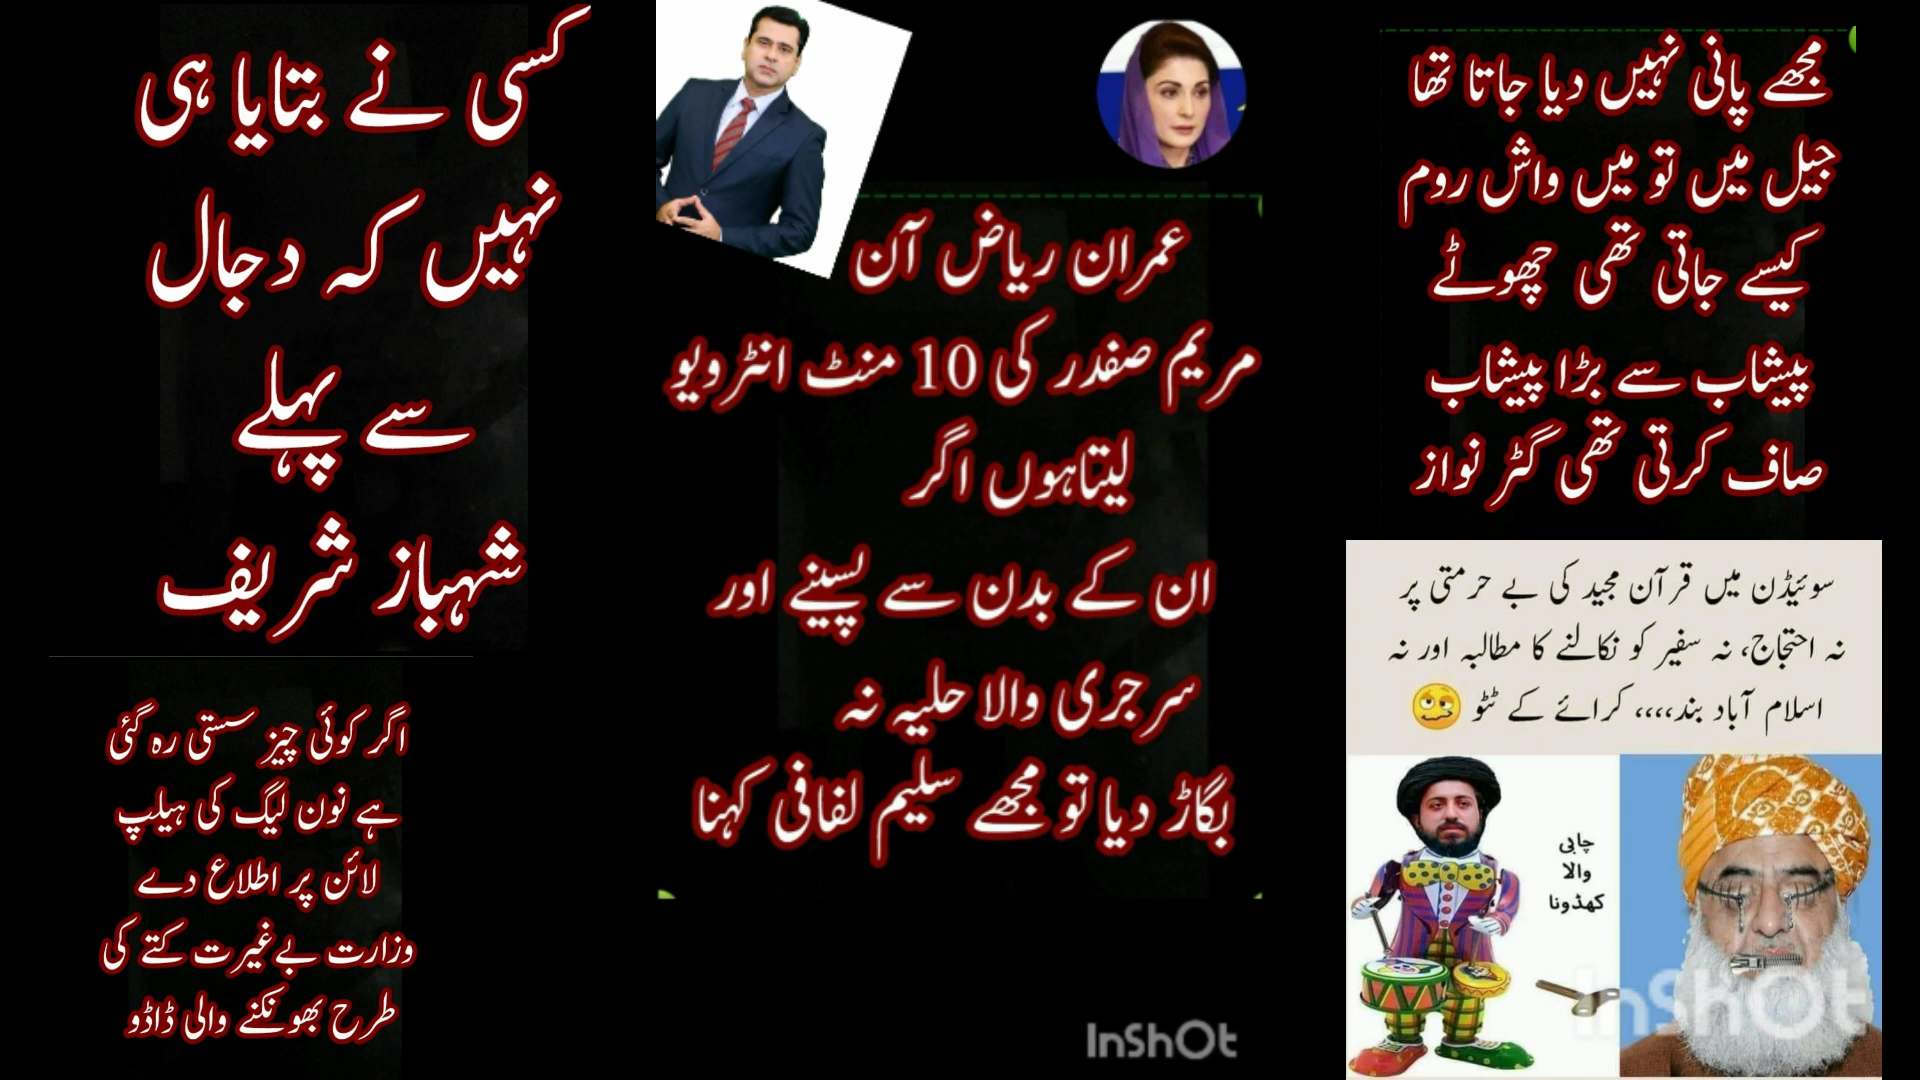 کسی نے بتایا ہی
نہیں کہ دجال
سے پہلے
شہباز شریف
اگر کوئی چیز سستی رہ گئی
ہے نون لیگ کی ہیلپ
لائن پر اطلاع دے
وزارت بےغیرت کتے کی
طرح بھونکنے والی ڈاڈو
عمران ریاض آن
مریم صفدر کی 10 منٹ انٹرویو
لیتاہوں اگر
ان کے بدن سے پسینے اور
سرجری والا حلیہ نہ
بگاڑ دیا تو مجھے سلیم لفافی کہنا
InShOt
مجھے پانی نہیں دیا جاتا تھا
جیل میں تو میں واش روم
کیسے جاتی تھی چھوٹے
پیشاب سے بڑا پیشاب
صاف کرتی تھی گٹر نواز
سوئیڈن میں قرآن مجید کی بے حرمتی پر
نہ احتجاج، نہ سفیر کو نکالنے کا مطالبہ اور نہ
اسلام آباد بند،،،، کرائے کے ٹٹو
چابی
والا
کھڈونا
InShOt